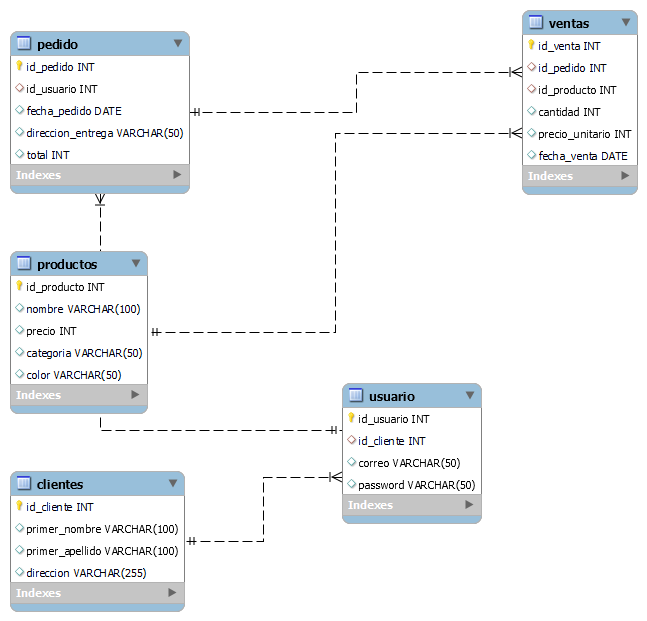 pedido
id_pedido INT
id_usuario INT
fecha_pedido DATE
direccion_entrega VARCHAR(50)
total INT
Indexes
ventas
id_venta INT
id_pedido INT
id_producto INT
cantidad INT
precio_unitario INT
fecha_venta DATE
Indexes
productos
id_producto INT
nombre VARCHAR(100)
precio INT
categoria VARCHAR(50)
color VARCHAR(50)
Indexes
usuario
id_usuario INT
id_cliente INT
correo VARCHAR(50)
password VARCHAR(50)
Indexes
clientes
id_cliente INT
primer_nombre VARCHAR(100)
primer_apellido VARCHAR(100)
direccion VARCHAR(255)
Indexes